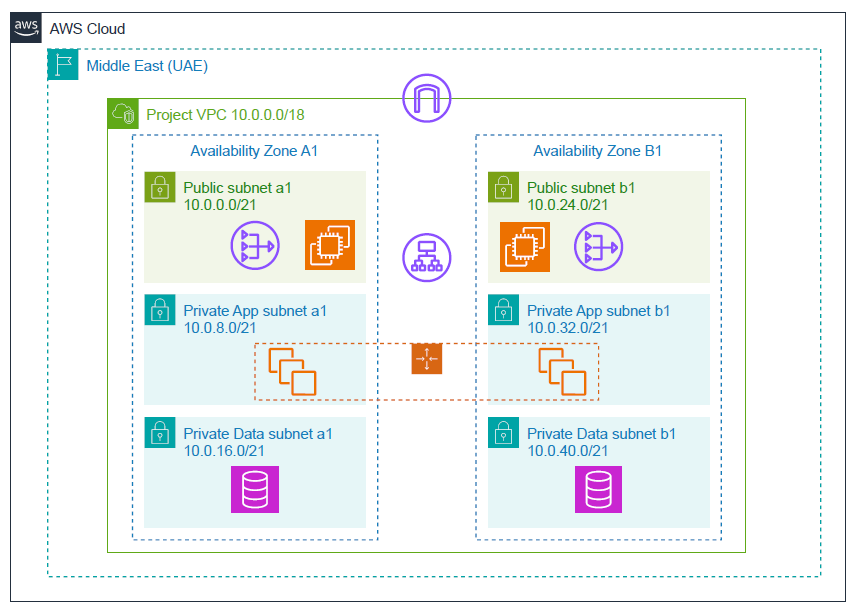 aws
AWS Cloud
Middle East (UAE)
Project VPC 10.0.0.0/18
Availability Zone A1
Public subnet a1
10.0.0.0/21
Private App subnet a1
10.0.8.0/21
Private Data subnet a1
10.0.16.0/21
Availability Zone B1
Public subnet b1
10.0.24.0/21
Private App subnet b1
10.0.32.0/21
Private Data subnet b1
10.0.40.0/21